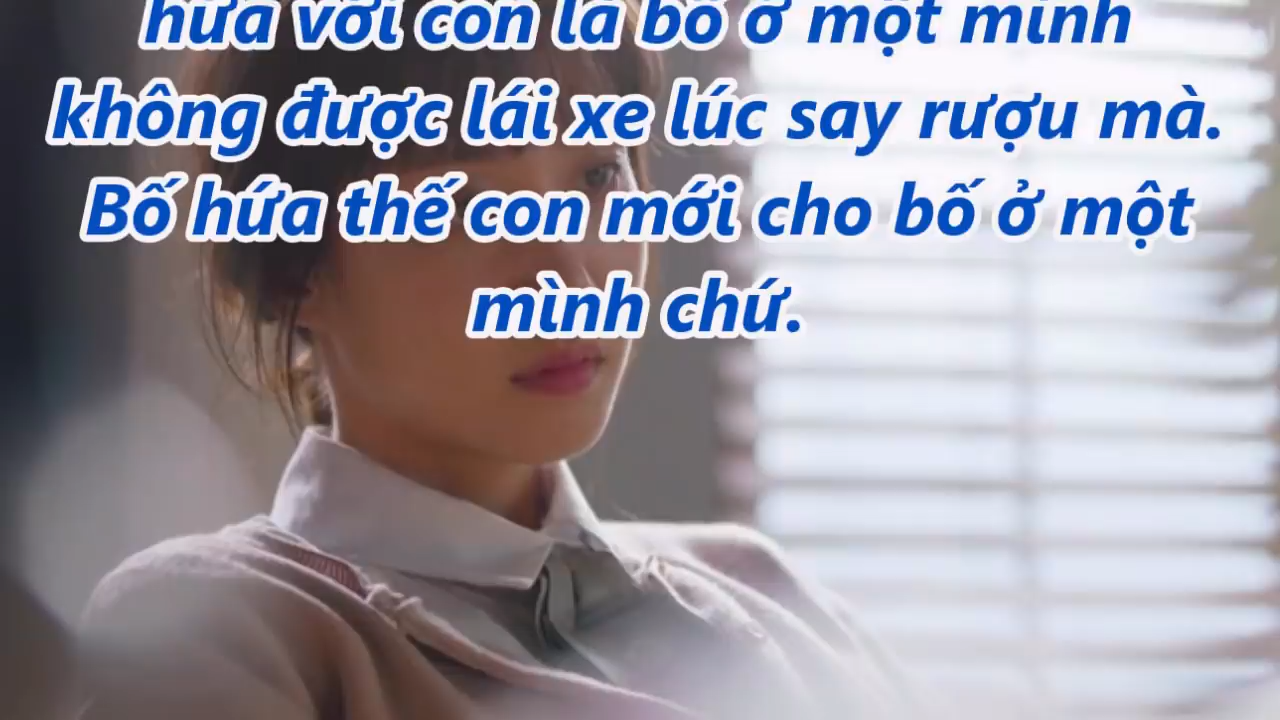 hứa với con là bố ở một mình
không được lái xe lúc say rượu mà.
Bố hứa thế con mới cho bố ở một
mình chứ.